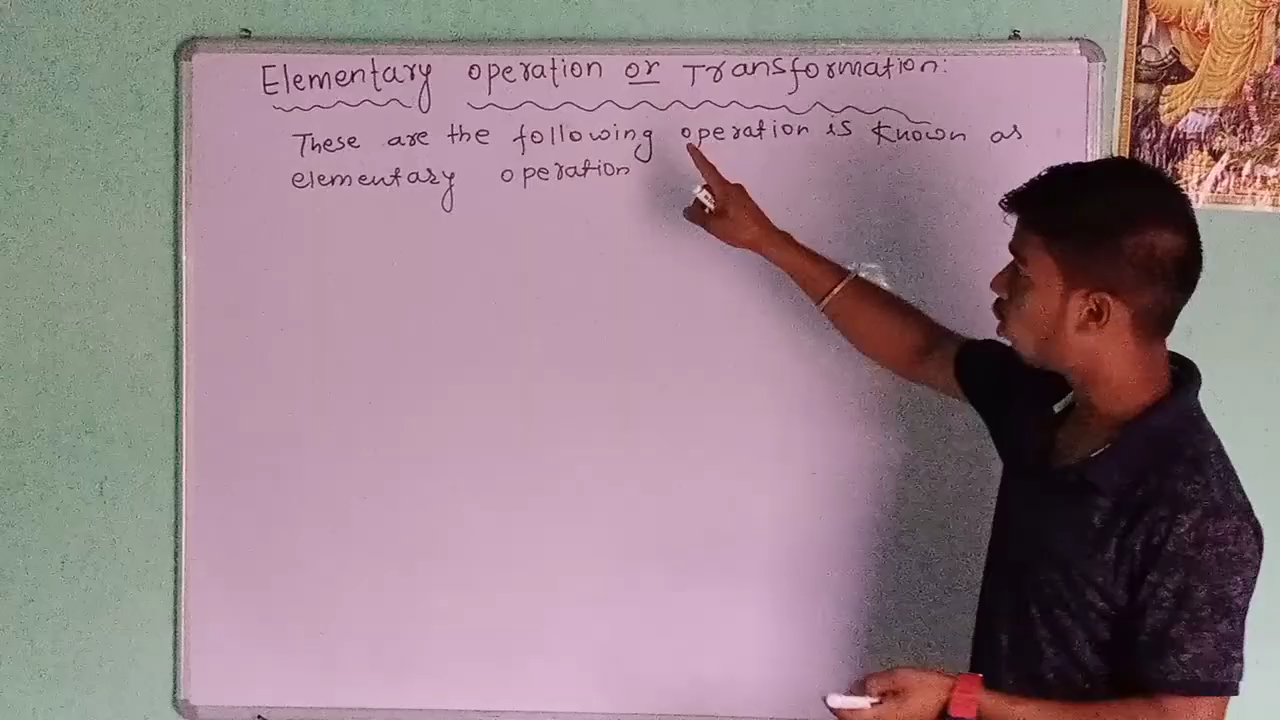 Elementary operation or Transformation:
These are the following operation is known as
elementary operation